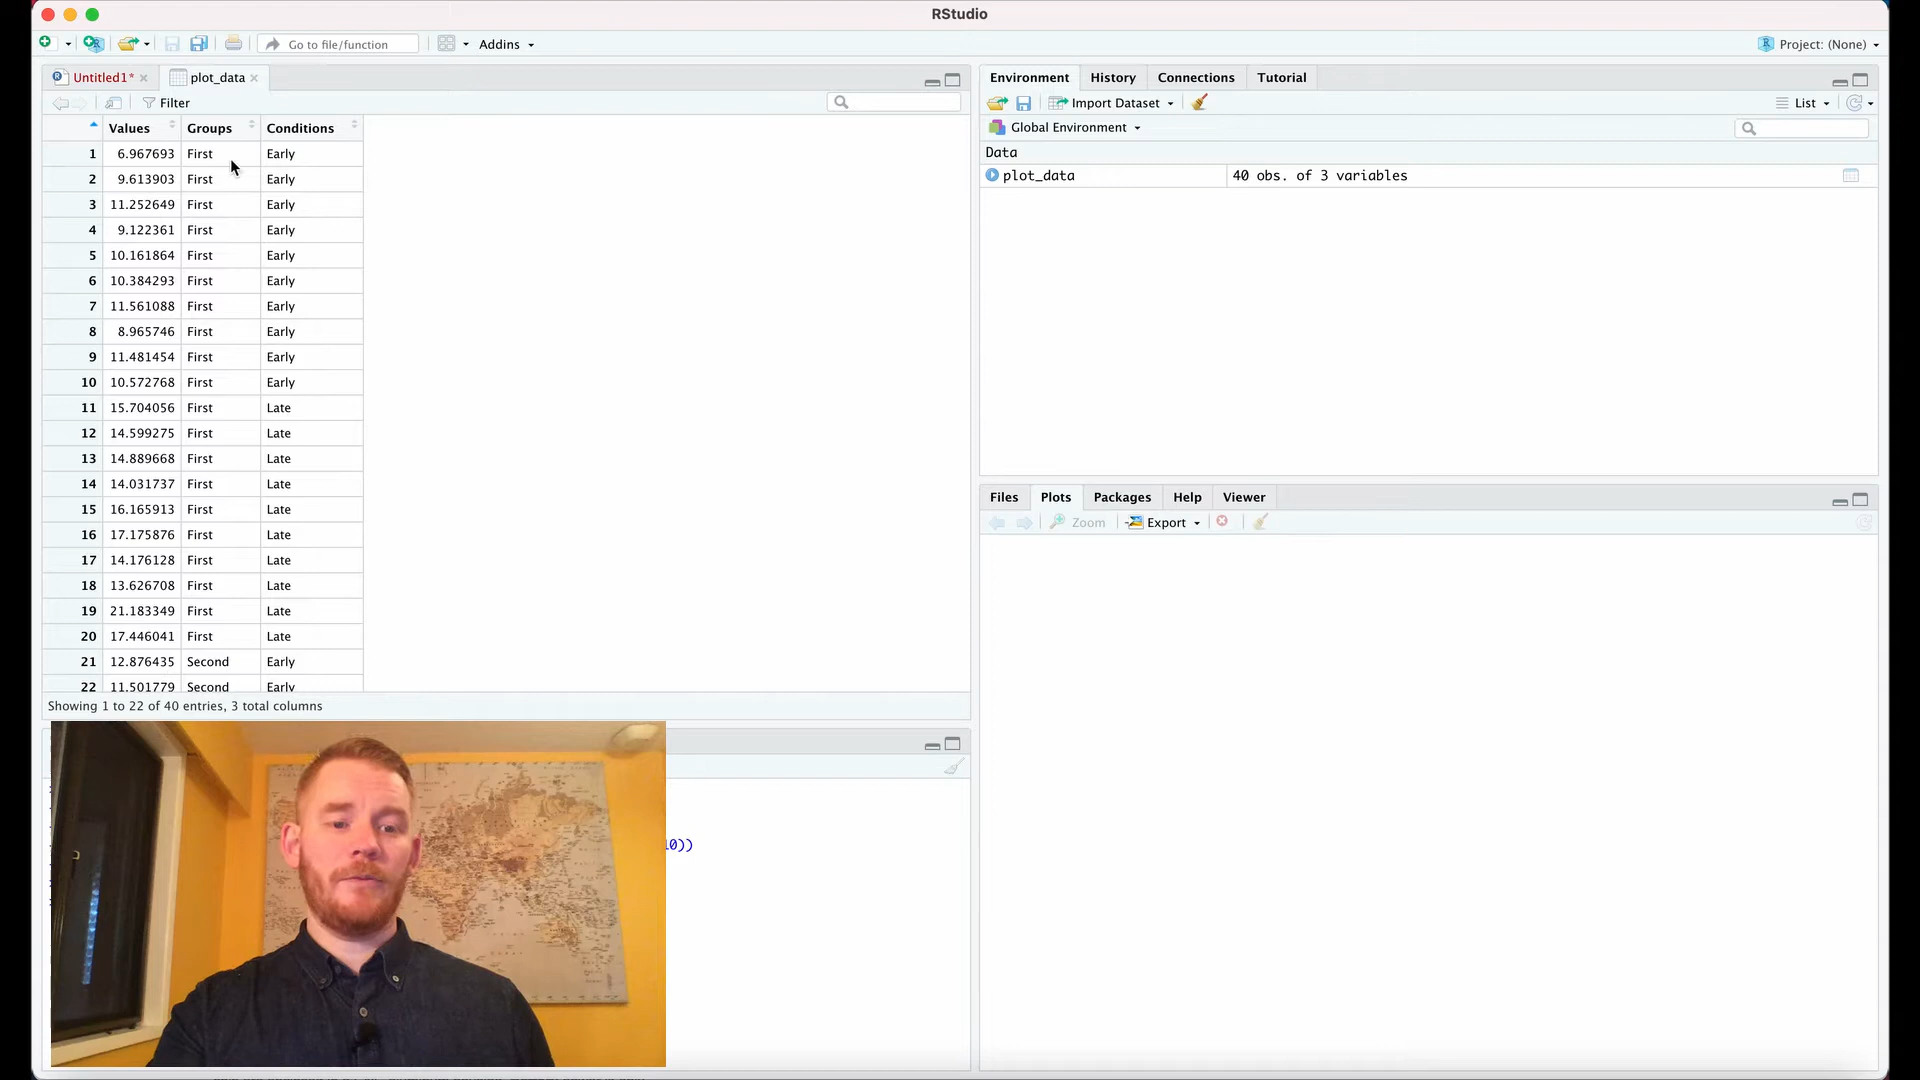 RStudio
Go to file/function
Addins
Project: (None)
Untitled1*
plot_data
Filter
Values Groups Conditions
1 6.967693 First Early
2 9.613903 First Early
3 11.252649 First Early
4 9.122361 First Early
5 10.161864 First Early
6 10.384293 First Early
7 11.561088 First Early
8 8.965746 First Early
9 11.481454 First Early
10 10.572768 First Early
11 15.704056 First Late
12 14.599275 First Late
13 14.889668 First Late
14 14.031737 First Late
15 16.165913 First Late
16 17.175876 First Late
17 14.176128 First Late
18 13.626708 First Late
19 21.183349 First Late
20 17.446041 First Late
21 12.876435 Second Early
22 11.501779 Second Early
Showing 1 to 22 of 40 entries, 3 total columns
10))
Environment History Connections Tutorial
Import Dataset
List
Global Environment
Data
plot_data 40 obs. of 3 variables
Files Plots Packages Help Viewer
Zoom Export